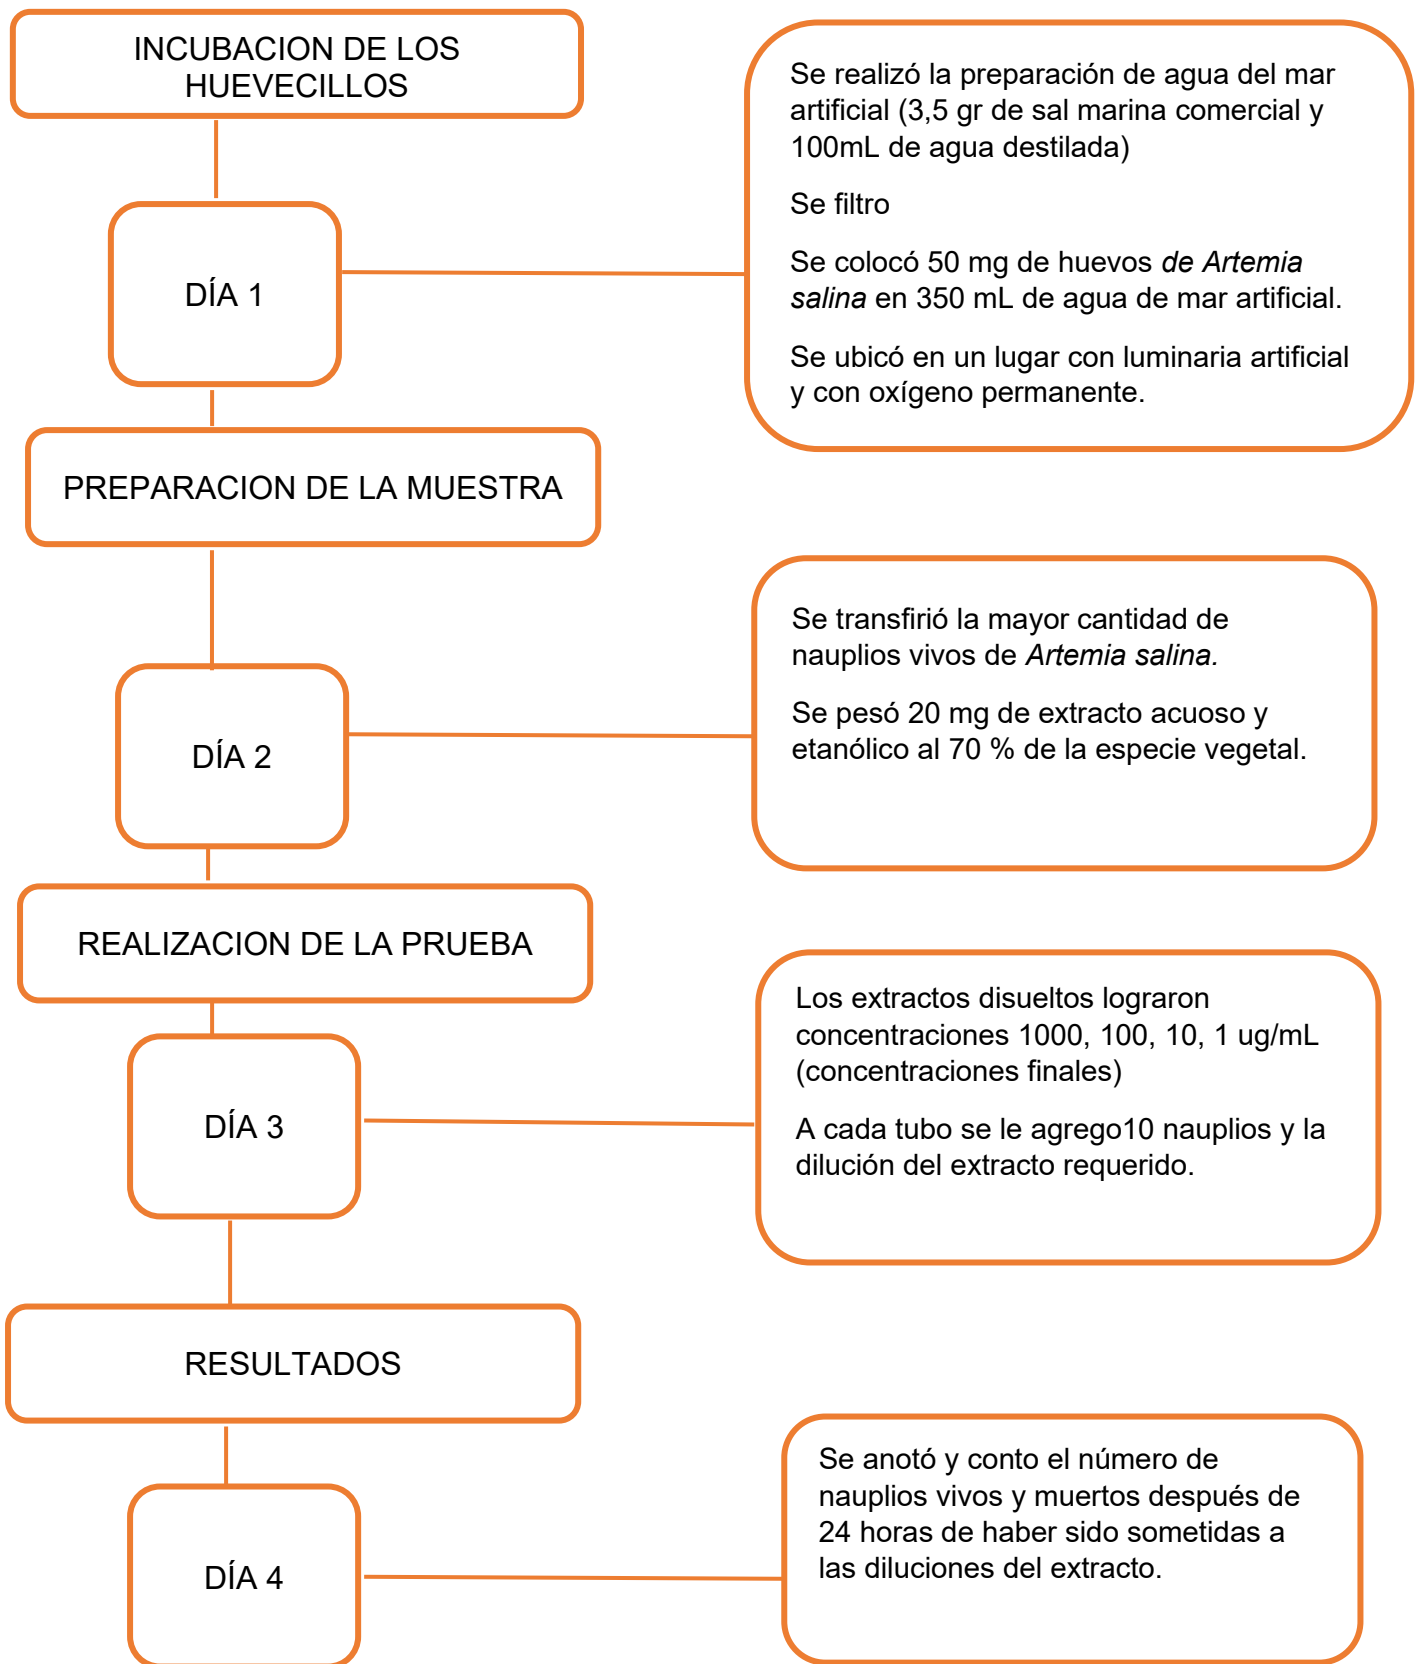 INCUBACION DE LOS
HUEVECILLOS
Se realizó la preparación de agua del mar
artificial (3,5 gr de sal marina comercial y
100mL de agua destilada)
Se filtro
Se colocó 50 mg de huevos de Artemia
salina en 350 mL de agua de mar artificial.
Se ubicó en un lugar con luminaria artificial
y con oxígeno permanente.
DÍA 1
PREPARACION DE LA MUESTRA
Se transfirió la mayor cantidad de
nauplios vivos de Artemia salina.
Se pesó 20 mg de extracto acuoso y
etanólico al 70 % de la especie vegetal.
DÍA 2
REALIZACION DE LA PRUEBA
Los extractos disueltos lograron
concentraciones 1000, 100, 10, 1 ug/mL
(concentraciones finales)
A cada tubo se le agrego10 nauplios y la
dilución del extracto requerido.
DÍA 3
RESULTADOS
Se anotó y conto el número de
nauplios vivos y muertos después de
24 horas de haber sido sometidas a
las diluciones del extracto.
DÍA 4